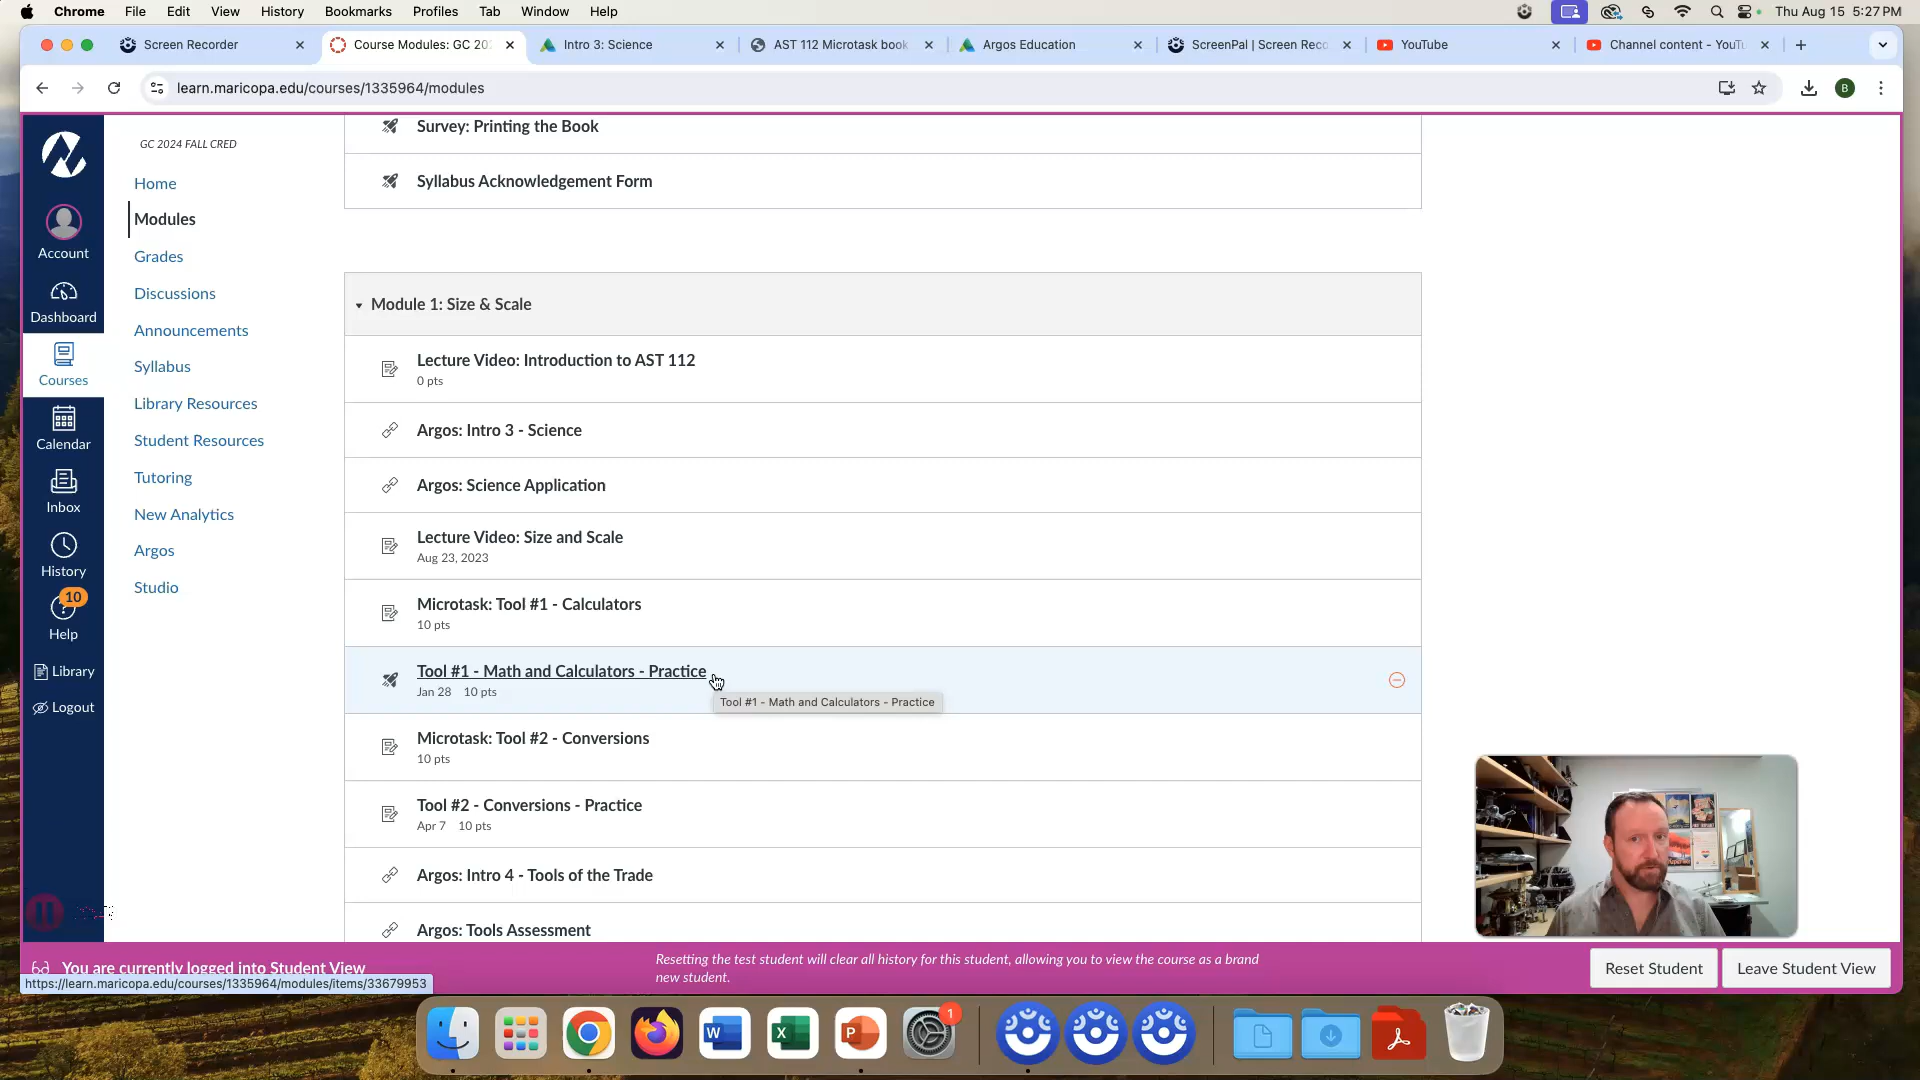 Chrome File Edit View History Bookmarks Profiles Tab Window Help Thu Aug 15 5:27 PM
Screen Recorder Course Modules: GC 202 Intro 3: Science AST 112 Microtask book Argos Education ScreenPal | Screen Reco YouTube Channel content - YouTu
learn.maricopa.edu/courses/1335964/modules B
GC 2024 FALL CRED
Home
Modules
Grades
Discussions
Announcements
Syllabus
Library Resources
Student Resources
Tutoring
New Analytics
Argos
Studio
Account
Dashboard
Courses
Calendar
Inbox
History
10
Help
Library
Logout
Survey: Printing the Book
Syllabus Acknowledgement Form
Module 1: Size & Scale
Lecture Video: Introduction to AST 112
0 pts
Argos: Intro 3 - Science
Argos: Science Application
Lecture Video: Size and Scale
Aug 23, 2023
Microtask: Tool #1 - Calculators
10 pts
Tool #1 - Math and Calculators - Practice
Jan 28 10 pts
Tool #1 - Math and Calculators - Practice
Microtask: Tool #2 - Conversions
10 pts
Tool #2 - Conversions - Practice
Apr 7 10 pts
Argos: Intro 4 - Tools of the Trade
Argos: Tools Assessment
You are currently logged into Student View
Resetting the test student will clear all history for this student, allowing you to view the course as a brand
new student.
Reset Student Leave Student View
https://learn.maricopa.edu/courses/1335964/modules/items/33679953
W X P 1